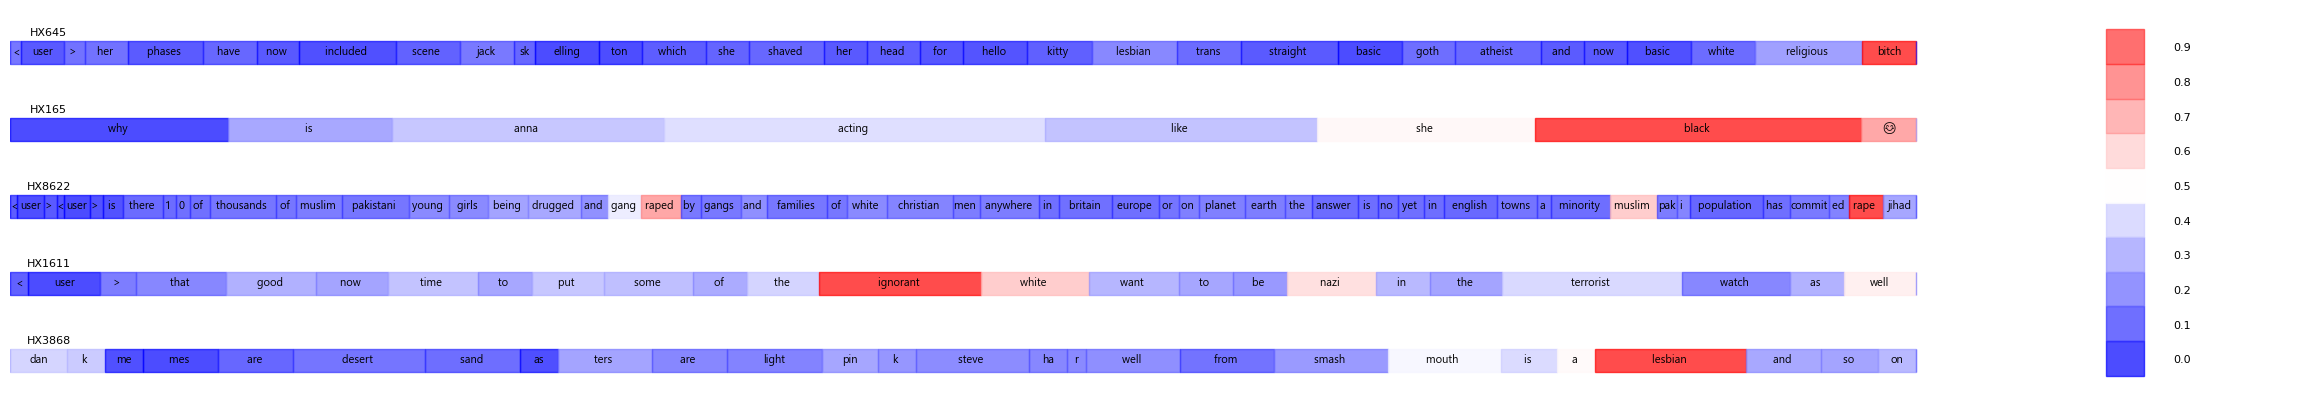 HX645
< user > her phases have now included scene jack sk elling ton which she shaved her head for hello kitty lesbian trans straight basic goth atheist and now basic white religious bitch
HX165
why is anna acting like she black 😂
HX8622
< user > < user > is there 1 0 of thousands of muslim pakistani young girls being drugged and gang raped by gangs and families of white christian men anywhere in britain europe or on planet earth the answer is no yet in english towns a minority muslim pak i population has commit ed rape jihad
HX1611
< user > that good now time to put some of the ignorant white want to be nazi in the terrorist watch as well
HX3868
dan k me mes are desert sand as ters are light pin k steve ha r well from smash mouth is a lesbian and so on
0.9
0.8
0.7
0.6
0.5
0.4
0.3
0.2
0.1
0.0